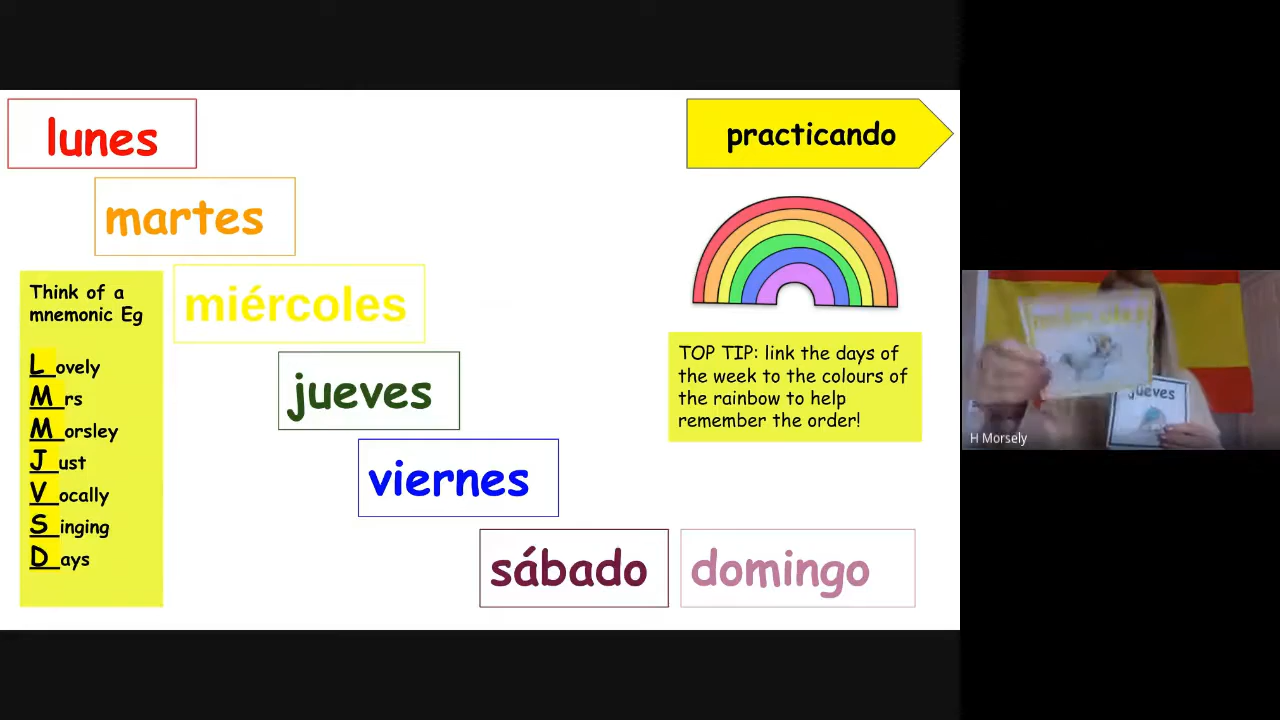 lunes
practicando
martes
Think of a
mnemonic Eg
Lovely
Mrs
Morsley
Just
Vocally
Singing
Days
miércoles
jueves
viernes
sábado
domingo
TOP TIP: link the days of
the week to the colours of
the rainbow to help
remember the order!
jueves
H Morsely